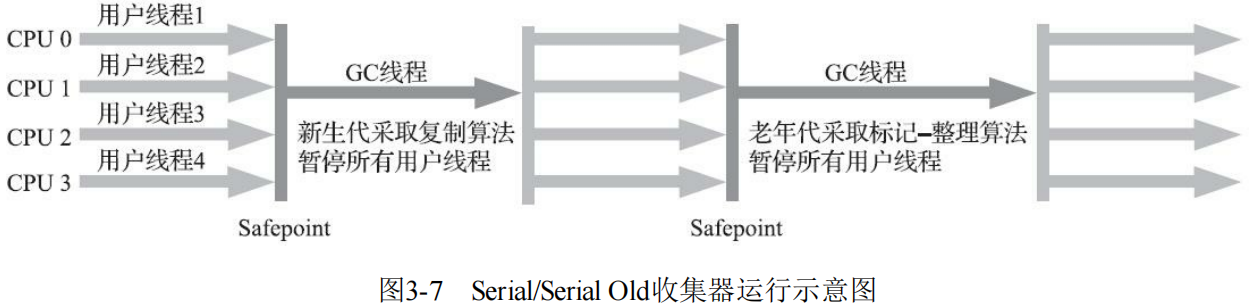 用户线程1
CPU 0
用户线程2
CPU 1
用户线程3
CPU 2
用户线程4
CPU 3
Safepoint
GC线程
新生代采取复制算法
暂停所有用户线程
Safepoint
GC线程
老年代采取标记–整理算法
暂停所有用户线程
图3-7 Serial/Serial Old收集器运行示意图